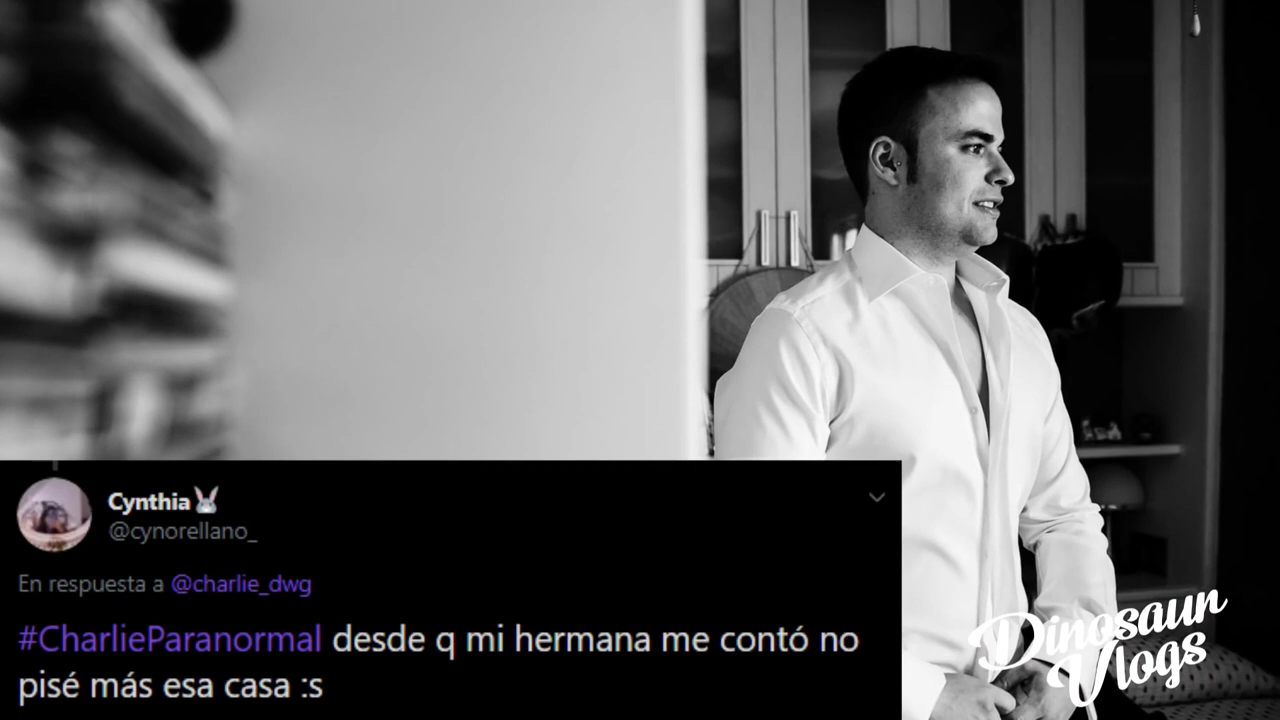 Cynthia🐰
@cynorellano_
En respuesta a @charlie_dwg
#CharlieParanormal desde q mi hermana me contó no
pisé más esa casa :s
Dinosaur
Vlogs